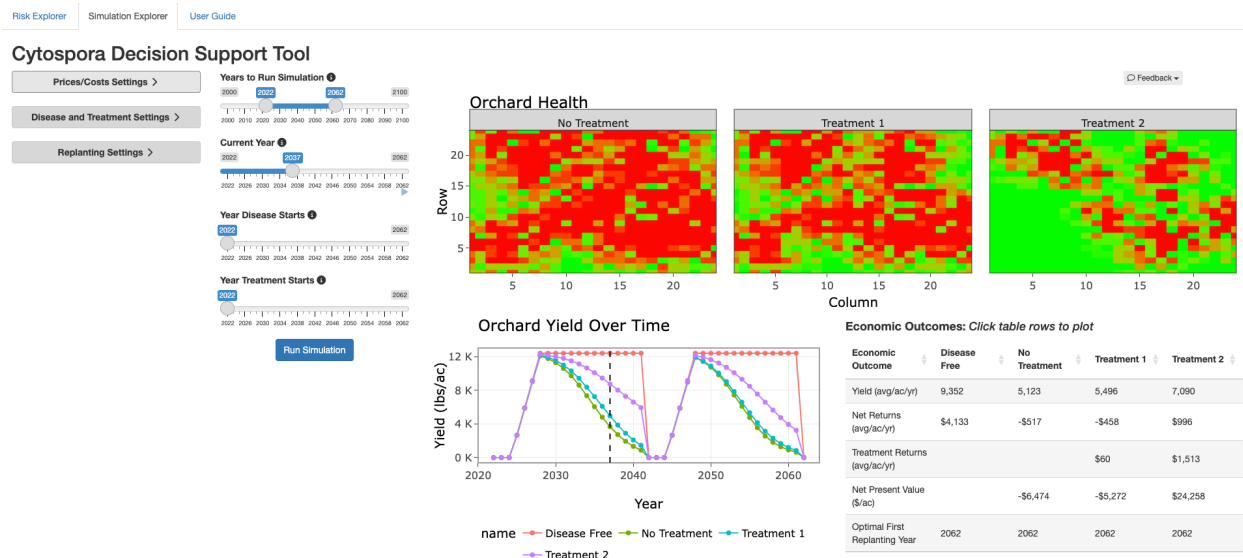 Risk Explorer Simulation Explorer User Guide
Cytospora Decision Support Tool
Prices/Costs Settings
Disease and Treatment Settings
Replanting Settings
Years to Run Simulation
2000 2022 2062 2100
2000 2010 2020 2030 2040 2050 2060 2070 2080 2090 2100
Current Year
2022 2037 2062
2022 2026 2030 2034 2038 2042 2046 2050 2054 2058 2062
Year Disease Starts
2022 2062
2022 2026 2030 2034 2038 2042 2046 2050 2054 2058 2062
Year Treatment Starts
2022 2062
2022 2026 2030 2034 2038 2042 2046 2050 2054 2058 2062
Run Simulation
Feedback
Orchard Health
No Treatment Treatment 1 Treatment 2
Row
20
15
10
5
5 10 15 20 5 10 15 20 5 10 15 20
Column
Orchard Yield Over Time
Yield (lbs/ac)
12 K
8 K
4 K
0 K
2020 2030 2040 2050 2060
Year
name Disease Free No Treatment Treatment 1
Treatment 2
Economic Outcomes: Click table rows to plot
Economic Outcome Disease Free No Treatment Treatment 1 Treatment 2
Yield (avg/ac/yr) 9,352 5,123 5,496 7,090
Net Returns (avg/ac/yr) $4,133 -$517 -$458 $996
Treatment Returns (avg/ac/yr) $60 $1,513
Net Present Value ($/ac) -$6,474 -$5,272 $24,258
Optimal First Replanting Year 2062 2062 2062 2062